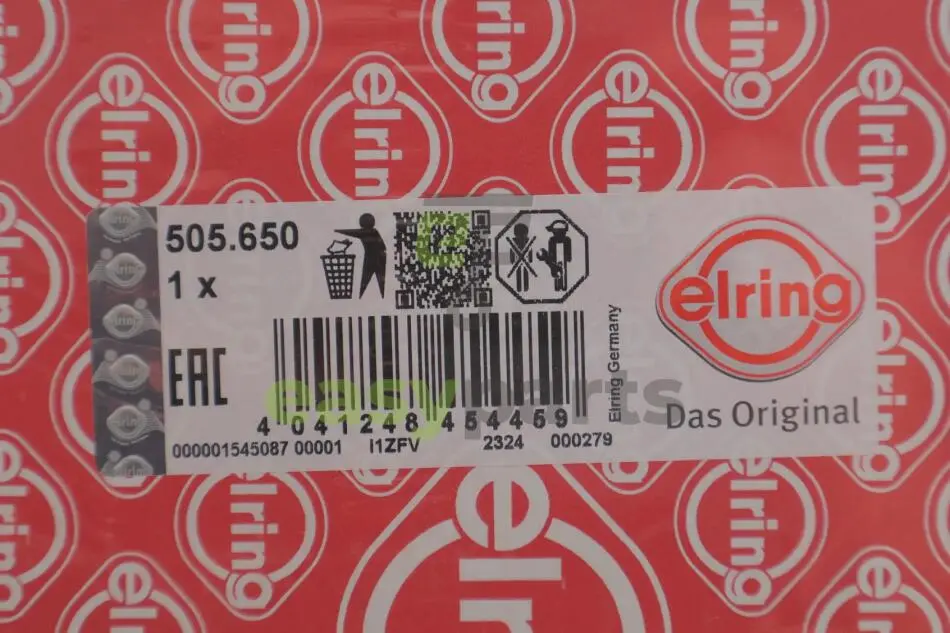 505.650
1 x
EAC
4 041248 454459
000001545087 00001 I1ZFV 2324 000279
Elring Germany
elring
Das Original
easyparts